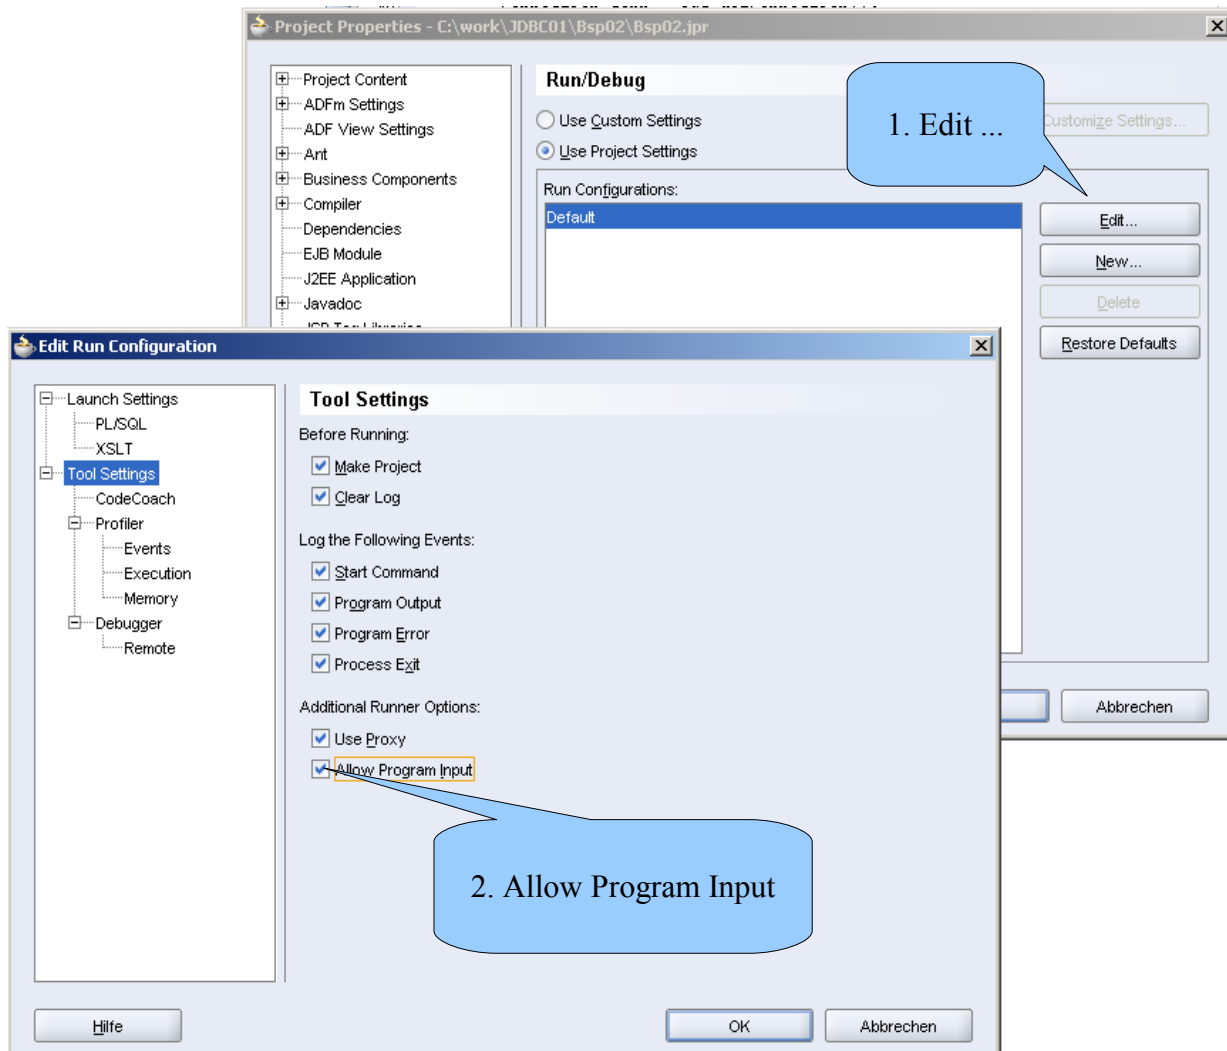 Project Properties - C:\work\JDBC01\Bsp02\Bsp02.jpr
Project Content
ADFm Settings
ADF View Settings
Ant
Business Components
Compiler
Dependencies
EJB Module
J2EE Application
Javadoc
JSP Tag Libraries
Run/Debug
Use Custom Settings
Customize Settings...
Use Project Settings
1. Edit ...
Run Configurations:
Default
Edit...
New...
Delete
Restore Defaults
Abbrechen
Edit Run Configuration
Launch Settings
PL/SQL
XSLT
Tool Settings
CodeCoach
Profiler
Events
Execution
Memory
Debugger
Remote
Tool Settings
Before Running:
Make Project
Clear Log
Log the Following Events:
Start Command
Program Output
Program Error
Process Exit
Additional Runner Options:
Use Proxy
Allow Program Input
2. Allow Program Input
Hilfe
OK
Abbrechen